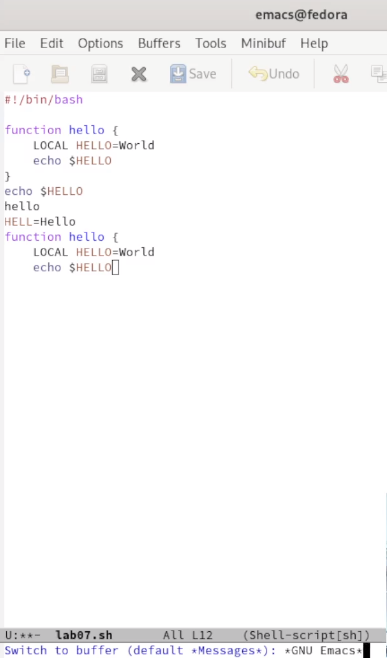 emacs@fedora
File Edit Options Buffers Tools Minibuf Help
Save Undo
#!/bin/bash
function hello {
    LOCAL HELLO=World
    echo $HELLO
}
echo $HELLO
hello
HELL=Hello
function hello {
    LOCAL HELLO=World
    echo $HELLO
U:**-  lab07.sh      All L12    (Shell-script[sh])
Switch to buffer (default *Messages*): *GNU Emacs*